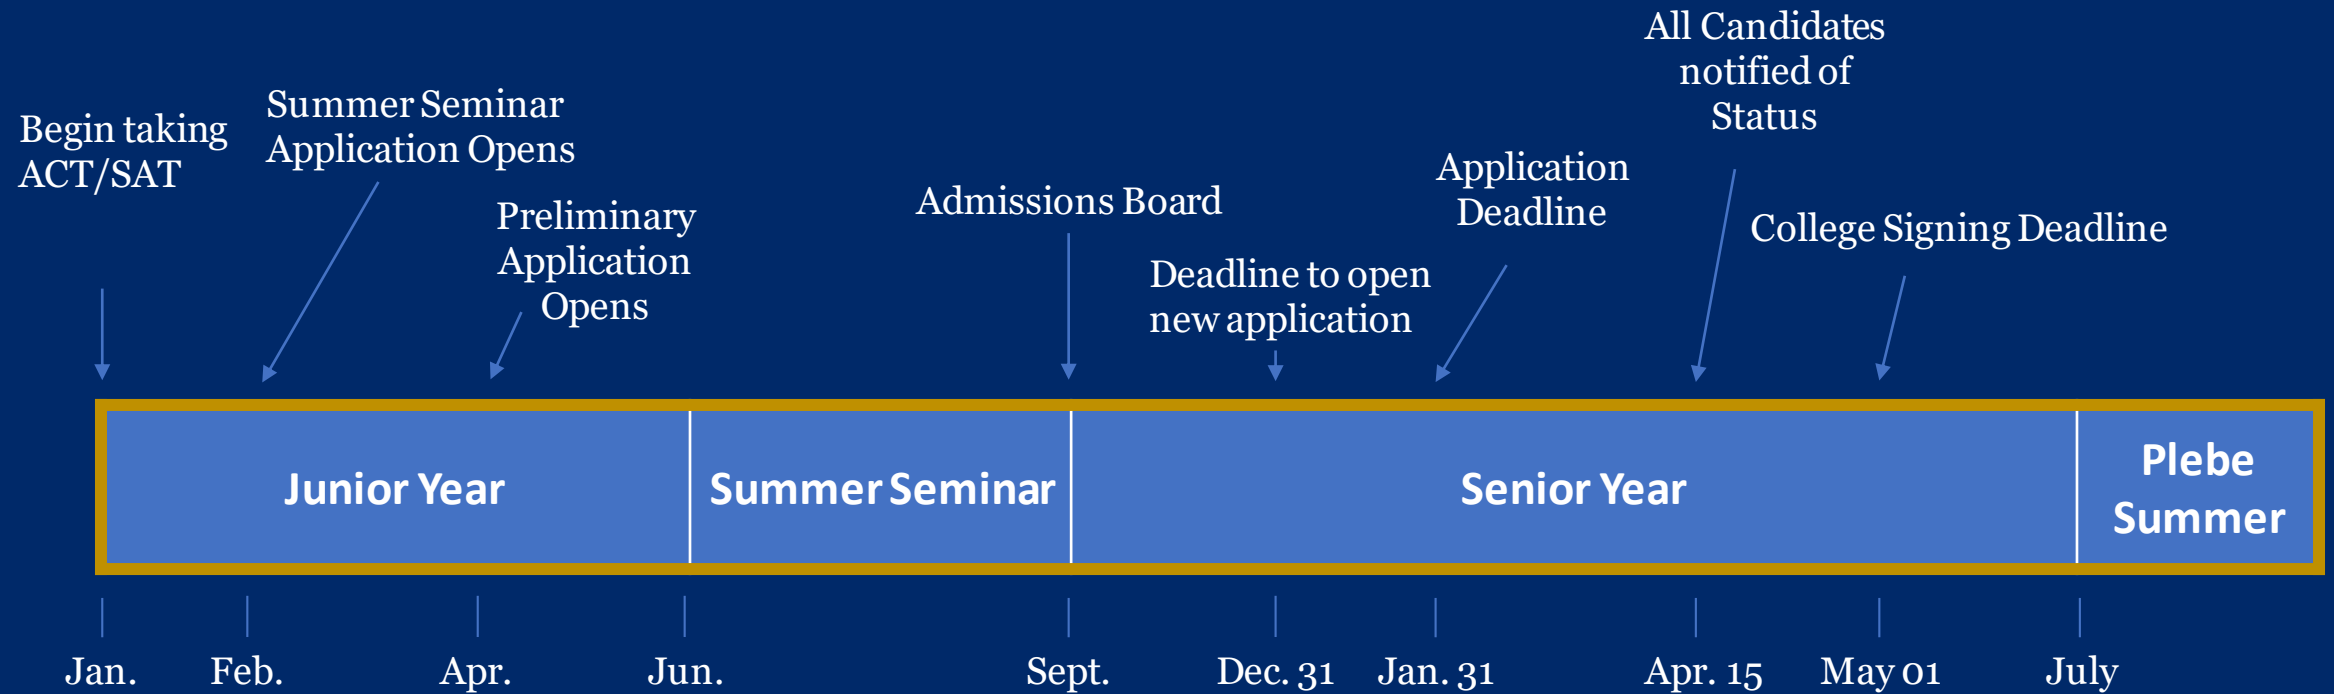 Begin taking
ACT/SAT
Summer Seminar
Application Opens
Preliminary
Application
Opens
Admissions Board
Deadline to open
new application
Application
Deadline
All Candidates
notified of
Status
College Signing Deadline
Junior Year
Summer Seminar
Senior Year
Plebe
Summer
Jan.
Feb.
Apr.
Jun.
Sept.
Dec. 31
Jan. 31
Apr. 15
May 01
July